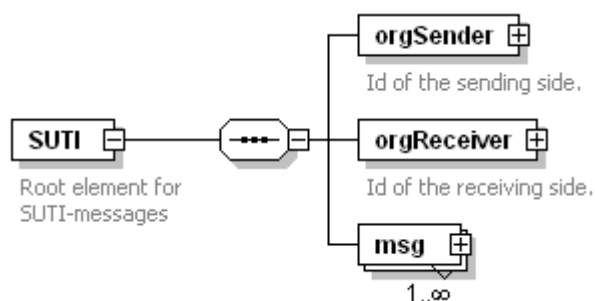 orgSender
Id of the sending side.
SUTI
orgReceiver
Root element for
SUTI-messages
Id of the receiving side.
msg
1..∞